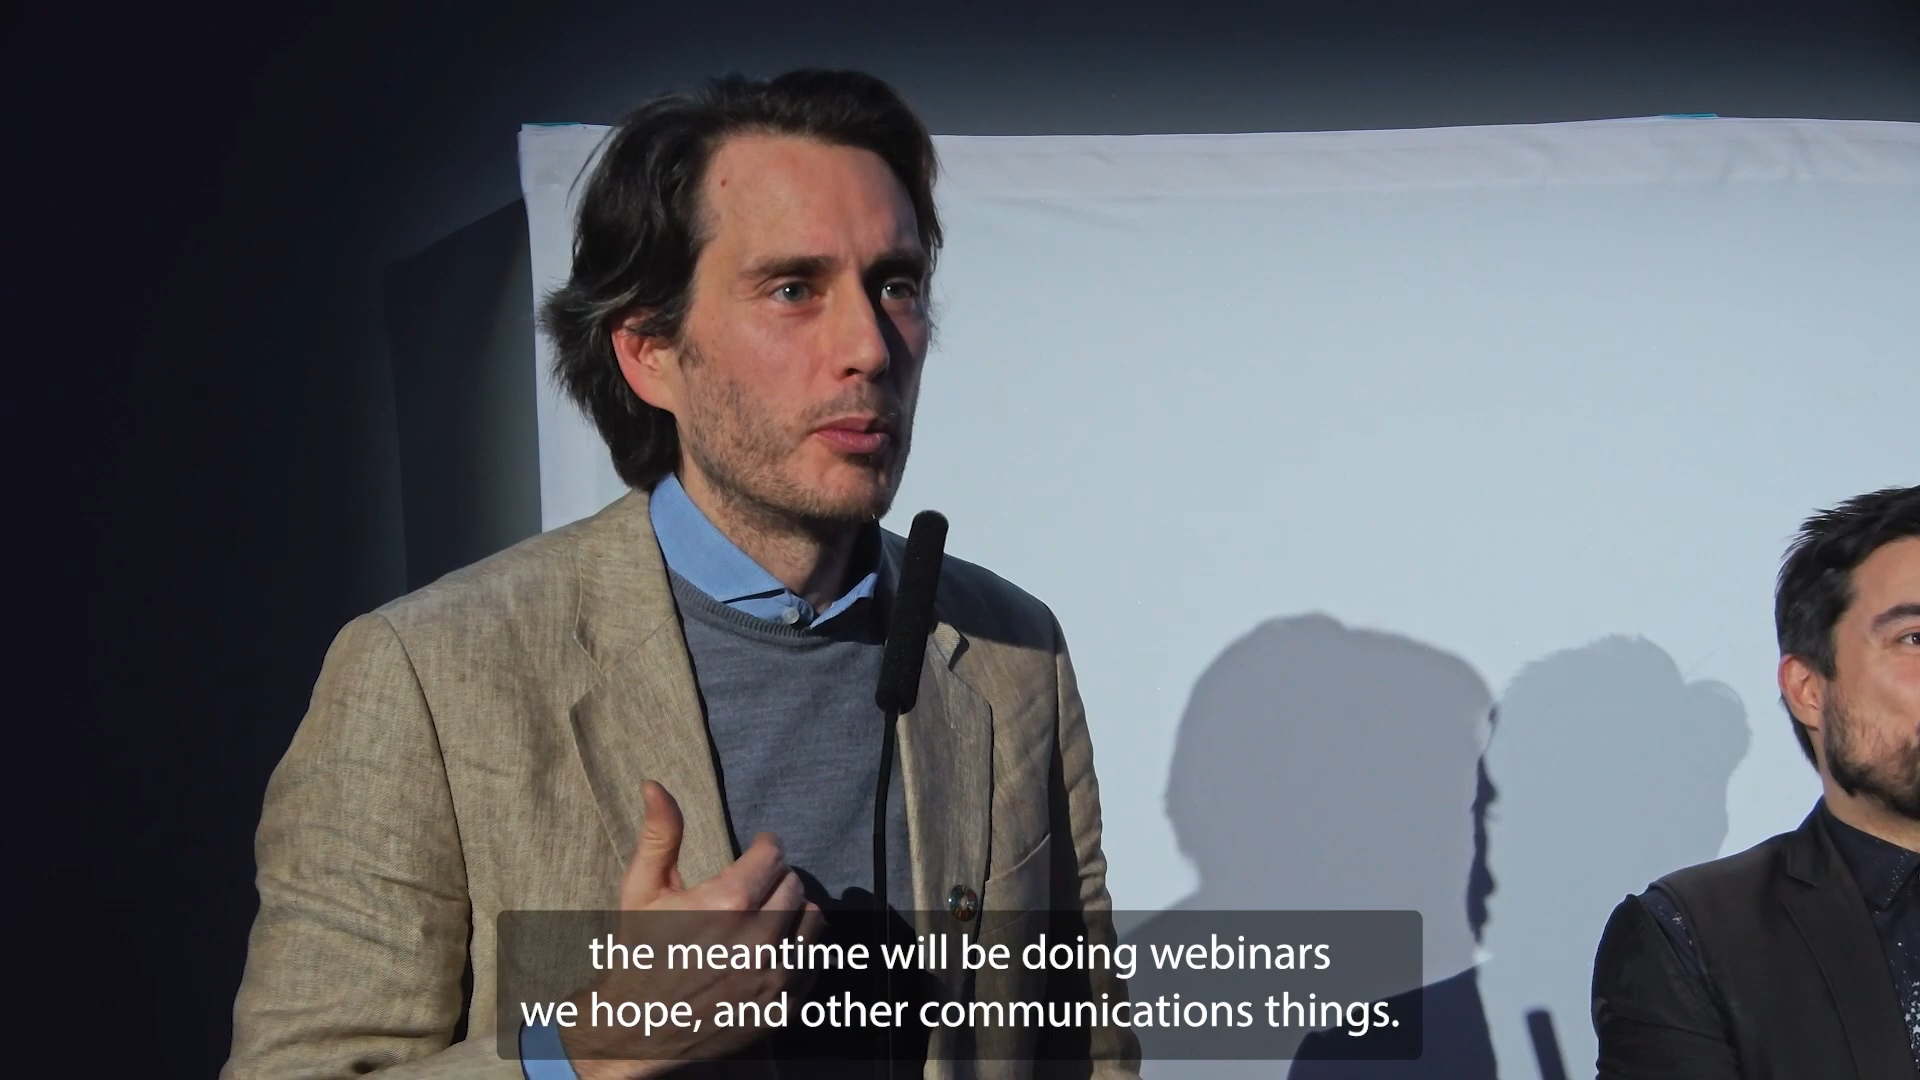 the meantime will be doing webinars
we hope, and other communications things.